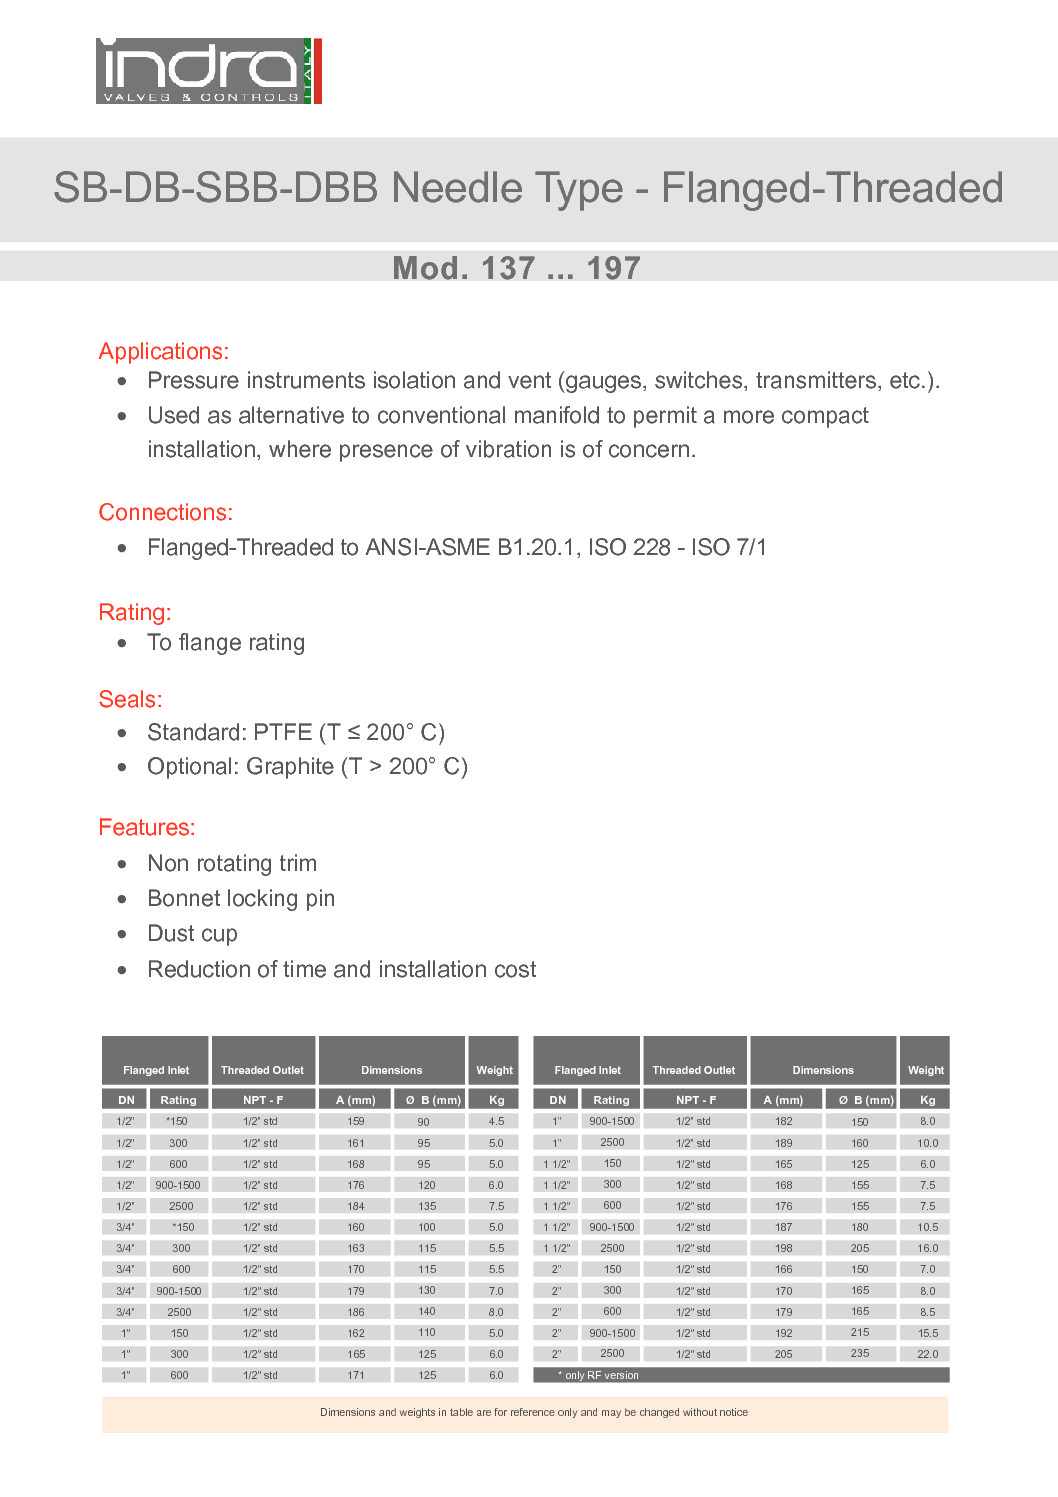 indra
ITALY
VALVES & CONTROLS
SB-DB-SBB-DBB Needle Type - Flanged-Threaded
Mod. 137 ... 197
Applications:
• Pressure instruments isolation and vent (gauges, switches, transmitters, etc.).
• Used as alternative to conventional manifold to permit a more compact
installation, where presence of vibration is of concern.
Connections:
• Flanged-Threaded to ANSI-ASME B1.20.1, ISO 228 - ISO 7/1
Rating:
• To flange rating
Seals:
• Standard: PTFE (T ≤ 200° C)
• Optional: Graphite (T > 200° C)
Features:
• Non rotating trim
• Bonnet locking pin
• Dust cup
• Reduction of time and installation cost
Flanged Inlet Threaded Outlet Dimensions Weight
DN Rating NPT - F A (mm) Ø B (mm) Kg
1/2" *150 1/2" std 159 90 4.5
1/2" 300 1/2" std 161 95 5.0
1/2" 600 1/2" std 168 95 5.0
1/2" 900-1500 1/2" std 176 120 6.0
1/2" 2500 1/2" std 184 135 7.5
3/4" *150 1/2" std 160 100 5.0
3/4" 300 1/2" std 163 115 5.5
3/4" 600 1/2" std 170 115 5.5
3/4" 900-1500 1/2" std 179 130 7.0
3/4" 2500 1/2" std 186 140 8.0
1" 150 1/2" std 162 110 5.0
1" 300 1/2" std 165 125 6.0
1" 600 1/2" std 171 125 6.0
Flanged Inlet Threaded Outlet Dimensions Weight
DN Rating NPT - F A (mm) Ø B (mm) Kg
1" 900-1500 1/2" std 182 150 8.0
1" 2500 1/2" std 189 160 10.0
1 1/2" 150 1/2" std 165 125 6.0
1 1/2" 300 1/2" std 168 155 7.5
1 1/2" 600 1/2" std 176 155 7.5
1 1/2" 900-1500 1/2" std 187 180 10.5
1 1/2" 2500 1/2" std 198 205 16.0
2" 150 1/2" std 166 150 7.0
2" 300 1/2" std 170 165 8.0
2" 600 1/2" std 179 165 8.5
2" 900-1500 1/2" std 192 215 15.5
2" 2500 1/2" std 205 235 22.0
* only RF version
Dimensions and weights in table are for reference only and may be changed without notice